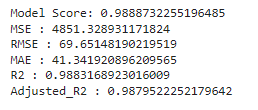 Model Score: 0.9888732255196485
MSE : 4851.328931171824
RMSE : 69.65148190219519
MAE : 41.341920896209565
R2 : 0.9883168923016009
Adjusted_R2 : 0.9879522252179642